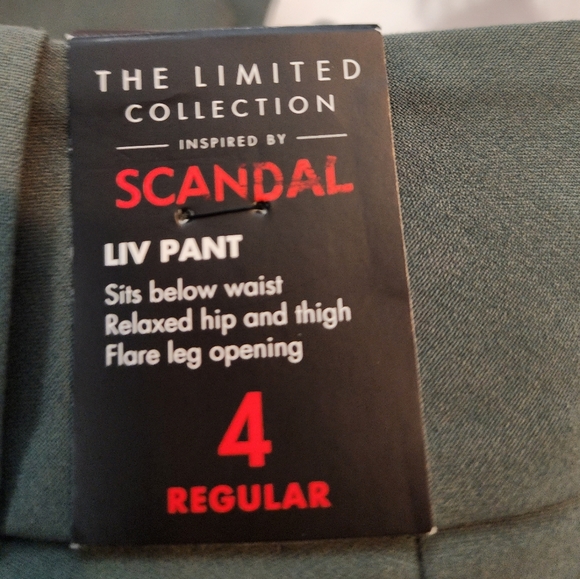 THE LIMITED
COLLECTION
INSPIRED BY
SCANDAL
LIV PANT
Sits below waist
Relaxed hip and thigh
Flare leg opening
4
REGULAR